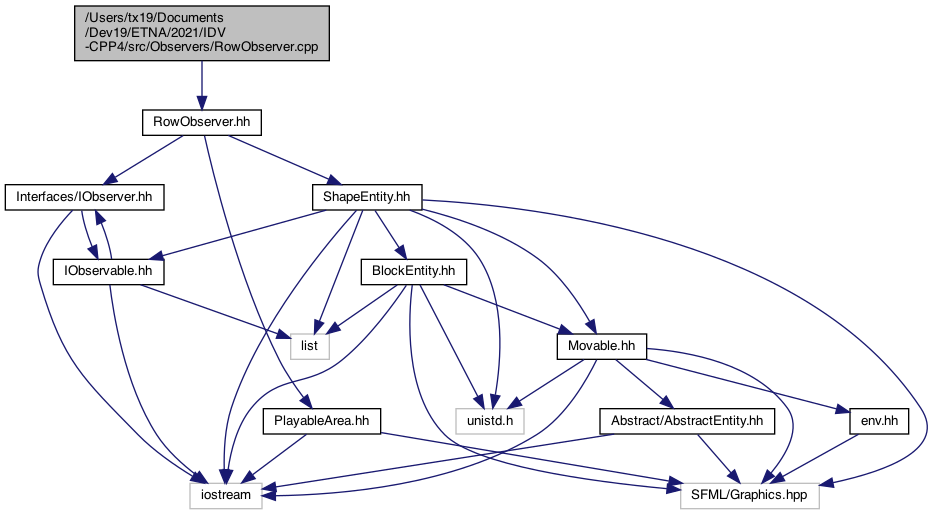 /Users/tx19/Documents
/Dev19/ETNA/2021/IDV
-CPP4/src/Observers/RowObserver.cpp
RowObserver.hh
Interfaces/IObserver.hh
ShapeEntity.hh
IObservable.hh
BlockEntity.hh
list
Movable.hh
PlayableArea.hh
unistd.h
Abstract/AbstractEntity.hh
env.hh
iostream
SFML/Graphics.hpp